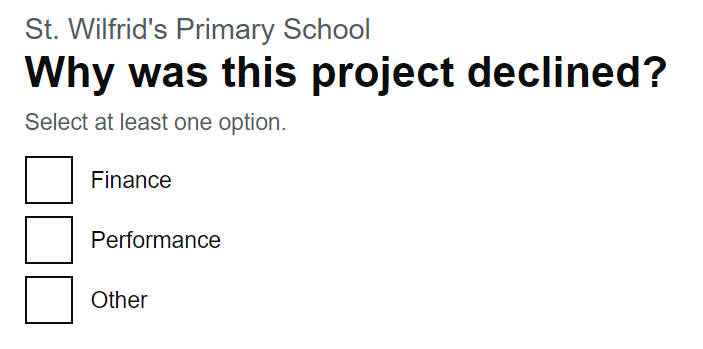 St. Wilfrid's Primary School
Why was this project declined?
Select at least one option.
Finance
Performance
Other